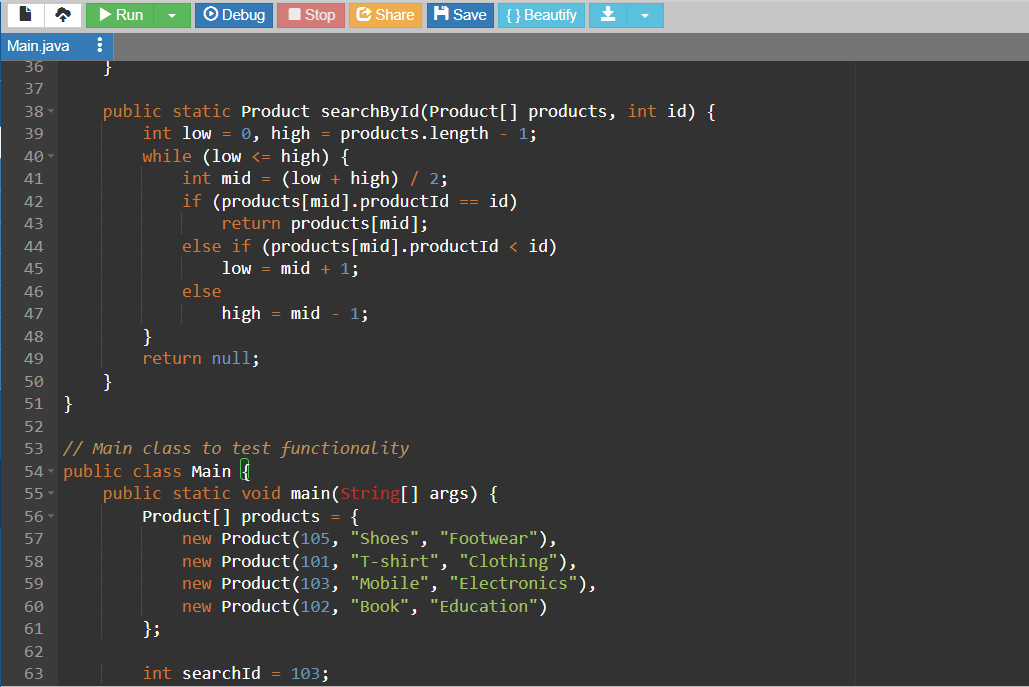 Run Debug Stop Share Save { } Beautify
Main.java
36 }
37
38 public static Product searchById(Product[] products, int id) {
39 int low = 0, high = products.length - 1;
40 while (low <= high) {
41 int mid = (low + high) / 2;
42 if (products[mid].productId == id)
43 return products[mid];
44 else if (products[mid].productId < id)
45 low = mid + 1;
46 else
47 high = mid - 1;
48 }
49 return null;
50 }
51 }
52
53 // Main class to test functionality
54 public class Main {
55 public static void main(String[] args) {
56 Product[] products = {
57 new Product(105, "Shoes", "Footwear"),
58 new Product(101, "T-shirt", "Clothing"),
59 new Product(103, "Mobile", "Electronics"),
60 new Product(102, "Book", "Education")
61 };
62
63 int searchId = 103;